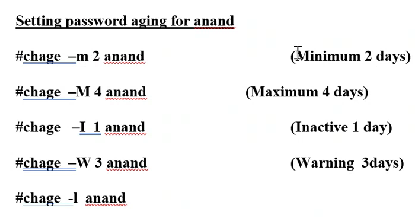 Setting password aging for anand
#chage –m 2 anand (Minimum 2 days)
#chage –M 4 anand (Maximum 4 days)
#chage –I 1 anand (Inactive 1 day)
#chage –W 3 anand (Warning 3days)
#chage -l anand